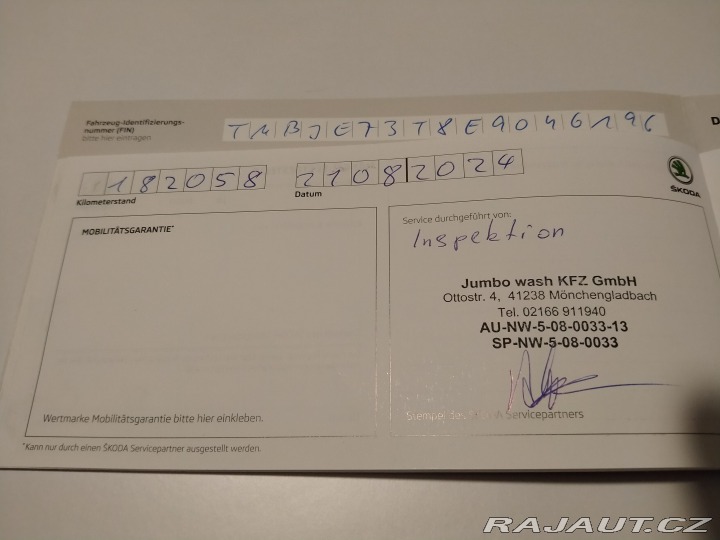 Fahrzeug-Identifizierungs-
nummer (FIN)
bitte hier eintragen
TMBJE73T8E9046196
182058
Kilometerstand
21082024
Datum
ŠKODA
MOBILITÄTSGARANTIE*
Service durchgeführt von:
Inspektion
Jumbo wash KFZ GmbH
Ottostr. 4, 41238 Mönchengladbach
Tel. 02166 911940
AU-NW-5-08-0033-13
SP-NW-5-08-0033
Wertmarke Mobilitätsgarantie bitte hier einkleben.
Stempel des Servicepartners
*Kann nur durch einen ŠKODA Servicepartner ausgestellt werden.
D
RAJAUT.CZ